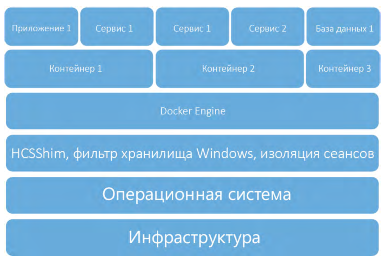 Приложение 1 Сервис 1 Сервис 1 Сервис 2 База данных 1
Контейнер 1 Контейнер 2 Контейнер 3
Docker Engine
HCSShim, фильтр хранилища Windows, изоляция сеансов
Операционная система
Инфраструктура